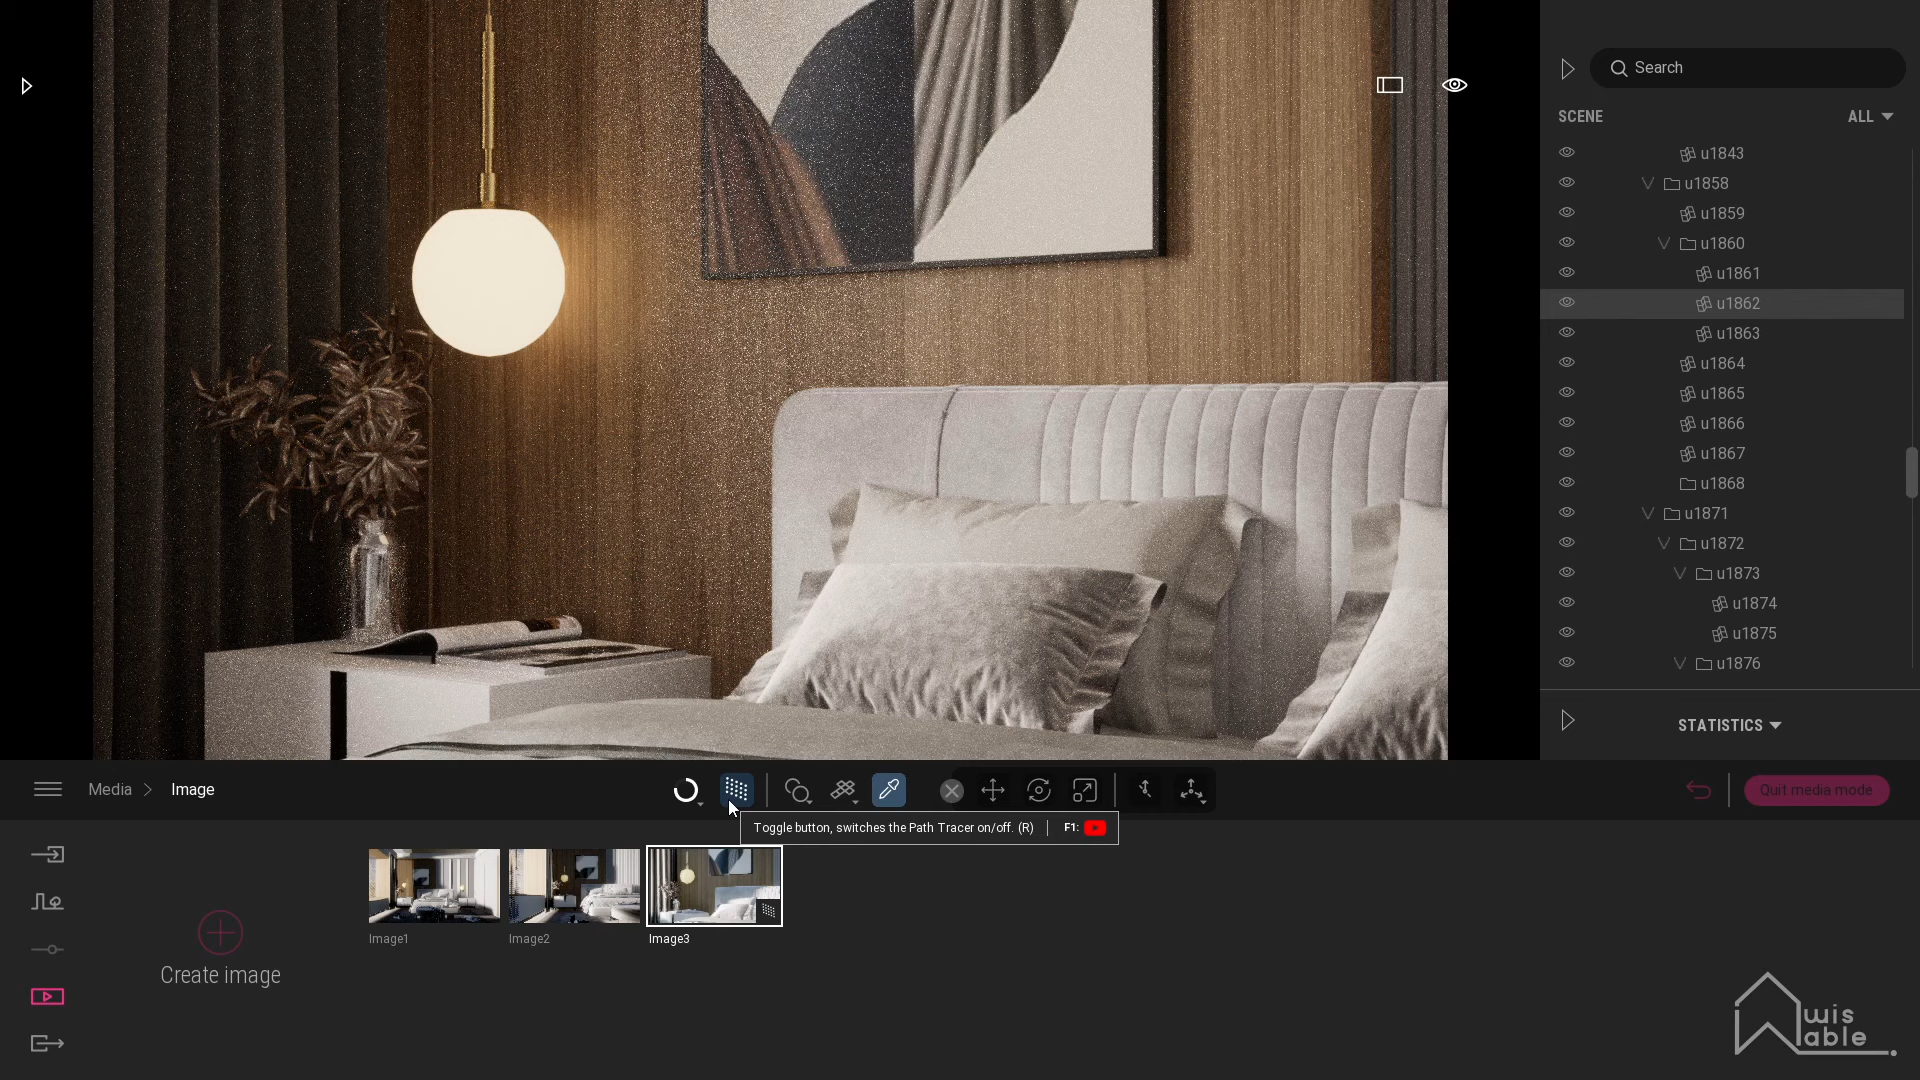 Search
SCENE
ALL
u1843
u1858
u1859
u1860
u1861
u1862
u1863
u1864
u1865
u1866
u1867
u1868
u1871
u1872
u1873
u1874
u1875
u1876
STATISTICS
Media
Image
Quit media mode
Toggle button, switches the Path Tracer on/off. (R)
F1:
Create image
Image1
Image2
Image3
wis
able